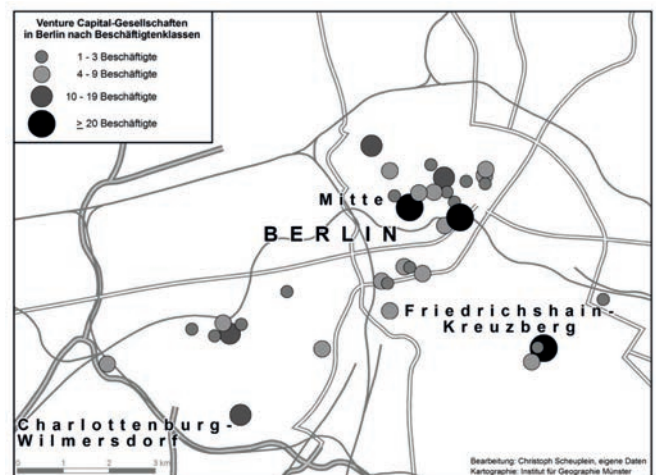 Venture Capital-Gesellschaften
in Berlin nach Beschäftigtenklassen
1 - 3 Beschäftigte
4 - 9 Beschäftigte
10 - 19 Beschäftigte
≥ 20 Beschäftigte
Mitte
BERLIN
Friedrichshain-
Kreuzberg
Charlottenburg-
Wilmersdorf
0 1 2 3 km
Bearbeitung: Christoph Scheuplein, eigene Daten
Kartographie: Institut für Geographie Münster